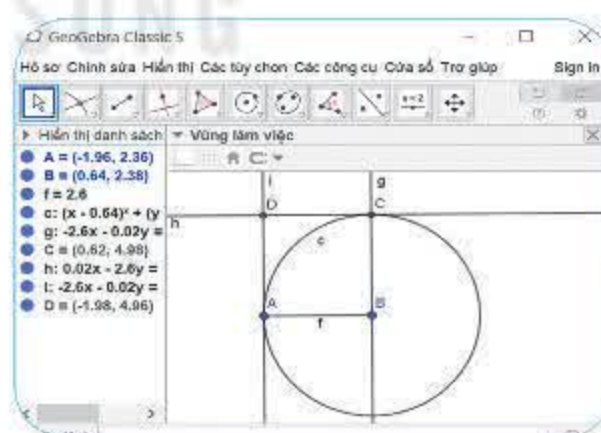 SÙNG
GeoGebra Classic 5
Hồ sơ Chỉnh sửa Hiển thị Các tùy chọn Các công cụ Cửa sổ Trợ giúp Sign in
Hiển thị danh sách Vùng làm việc
A = (-1.96, 2.36)
B = (0.64, 2.38)
f = 2.6
c: (x - 0.64)² + (y
g: -2.6x - 0.02y =
C = (0.62, 4.98)
h: 0.02x - 2.6y =
i: -2.6x - 0.02y =
D = (-1.98, 4.96)
i g
D C
h
c
A B
f